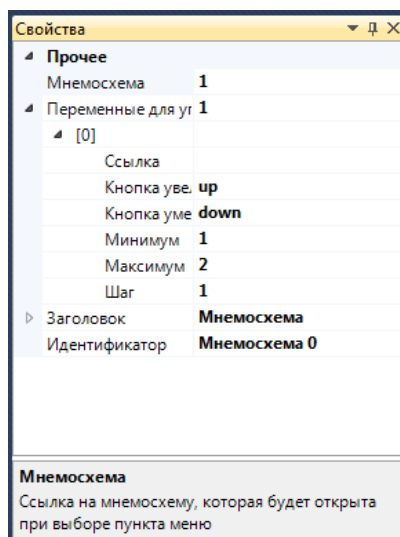 Свойства
Прочее
Мнемосхема 1
Переменные для уп 1
[0]
Ссылка
Кнопка уве up
Кнопка уме down
Минимум 1
Максимум 2
Шаг 1
Заголовок Мнемосхема
Идентификатор Мнемосхема 0
Мнемосхема
Ссылка на мнемосхему, которая будет открыта
при выборе пункта меню